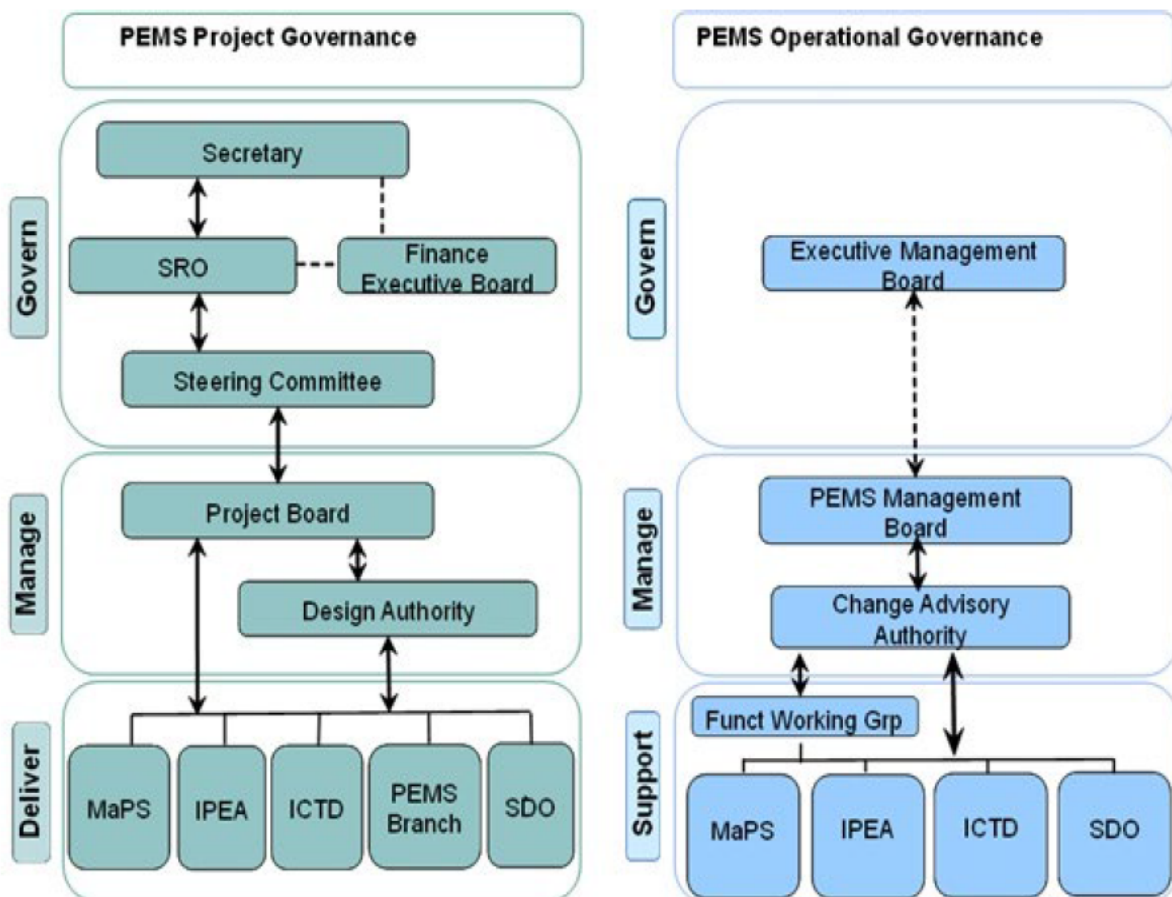 PEMS Project Governance
Govern
Secretary
SRO
Finance
Executive Board
Steering Committee
Manage
Project Board
Design Authority
Deliver
MaPS
IPEA
ICTD
PEMS
Branch
SDO
PEMS Operational Governance
Govern
Executive Management
Board
Manage
PEMS Management
Board
Change Advisory
Authority
Support
Funct Working Grp
MaPS
IPEA
ICTD
SDO